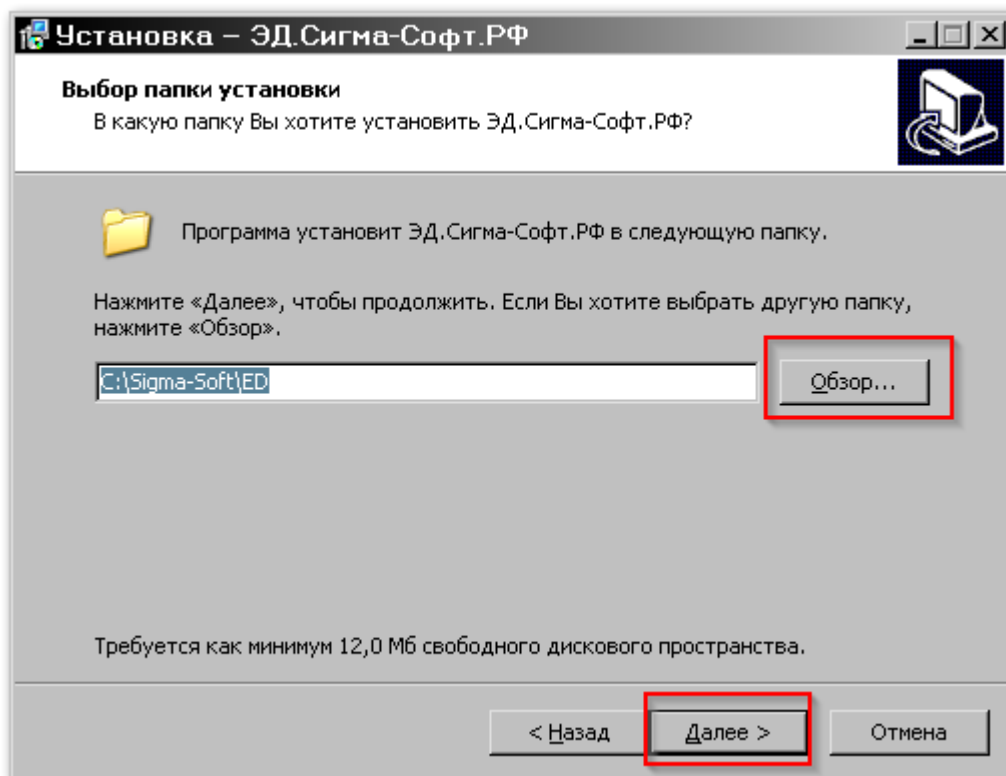 Установка – ЭД.Сигма-Софт.РФ
Выбор папки установки
В какую папку Вы хотите установить ЭД.Сигма-Софт.РФ?
Программа установит ЭД.Сигма-Софт.РФ в следующую папку.
Нажмите «Далее», чтобы продолжить. Если Вы хотите выбрать другую папку,
нажмите «Обзор».
C:\Sigma-Soft\ED
Обзор...
Требуется как минимум 12,0 Мб свободного дискового пространства.
< Назад
Далее >
Отмена